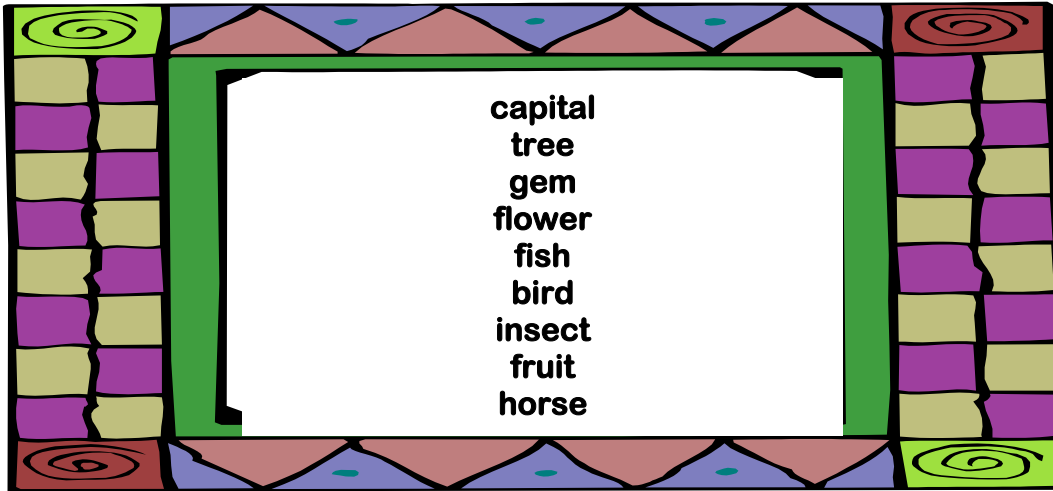 capital
tree
gem
flower
fish
bird
insect
fruit
horse